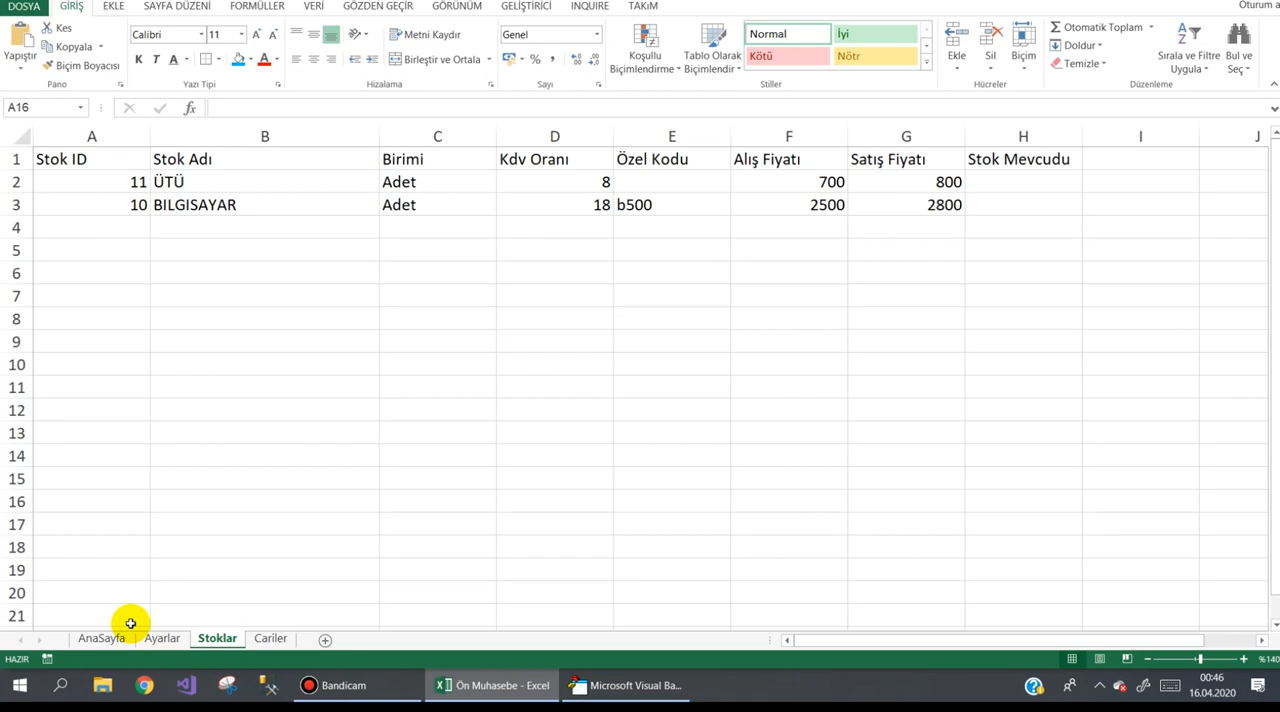 DOSYA GİRİŞ EKLE SAYFA DÜZENİ FORMÜLLER VERİ GÖZDEN GEÇİR GÖRÜNÜM GELİŞTİRİCİ INQUIRE TAKıM Oturum a
Kes
Kopyala
Biçim Boyacısı
Yapıştır
Calibri 11
K T A
Metni Kaydır
Birleştir ve Ortala
Genel
%
Koşullu Biçimlendirme
Tablo Olarak Biçimlendir
Normal İyi
Kötü Nötr
Ekle Sil Biçim
Otomatik Toplam
Doldur
Temizle
Sırala ve Filtre Uygula
Bul ve Seç
Pano Yazı Tipi Hizalama Sayı Stiller Hücreler Düzenleme
A16 fx
A B C D E F G H I J
1 Stok ID Stok Adı Birimi Kdv Oranı Özel Kodu Alış Fiyatı Satış Fiyatı Stok Mevcudu
2 11 ÜTÜ Adet 8 700 800
3 10 BILGISAYAR Adet 18 b500 2500 2800
4
5
6
7
8
9
10
11
12
13
14
15
16
17
18
19
20
21
AnaSayfa Ayarlar Stoklar Cariler
HAZIR %140
Bandicam Ön Muhasebe - Excel Microsoft Visual Ba...
00:46
16.04.2020